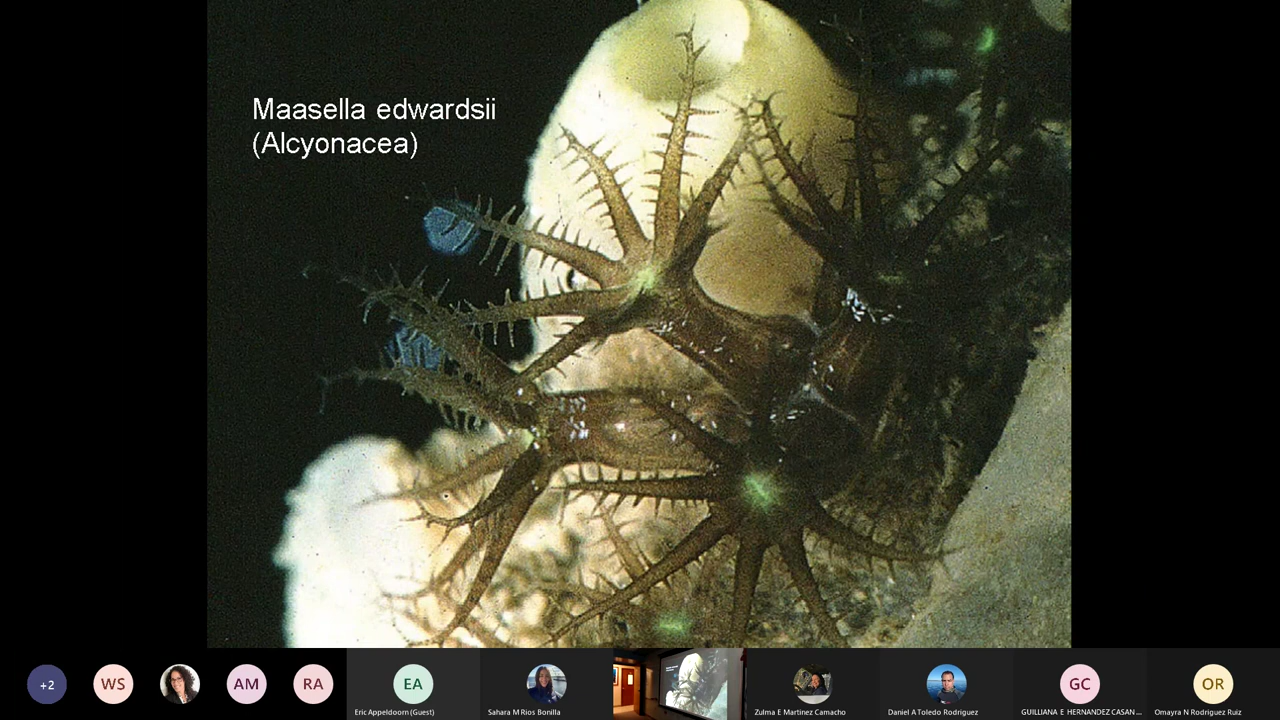 Maasella edwardsii
(Alcyonacea)
+2
WS
AM
RA
EA
Eric Appeldoorn (Guest)
Sahara M Rios Bonilla
Zulma E Martinez Camacho
Daniel A Toledo Rodriguez
GC
GUILLIANA E HERNANDEZ CASAN...
OR
Omayra N Rodriguez Ruiz